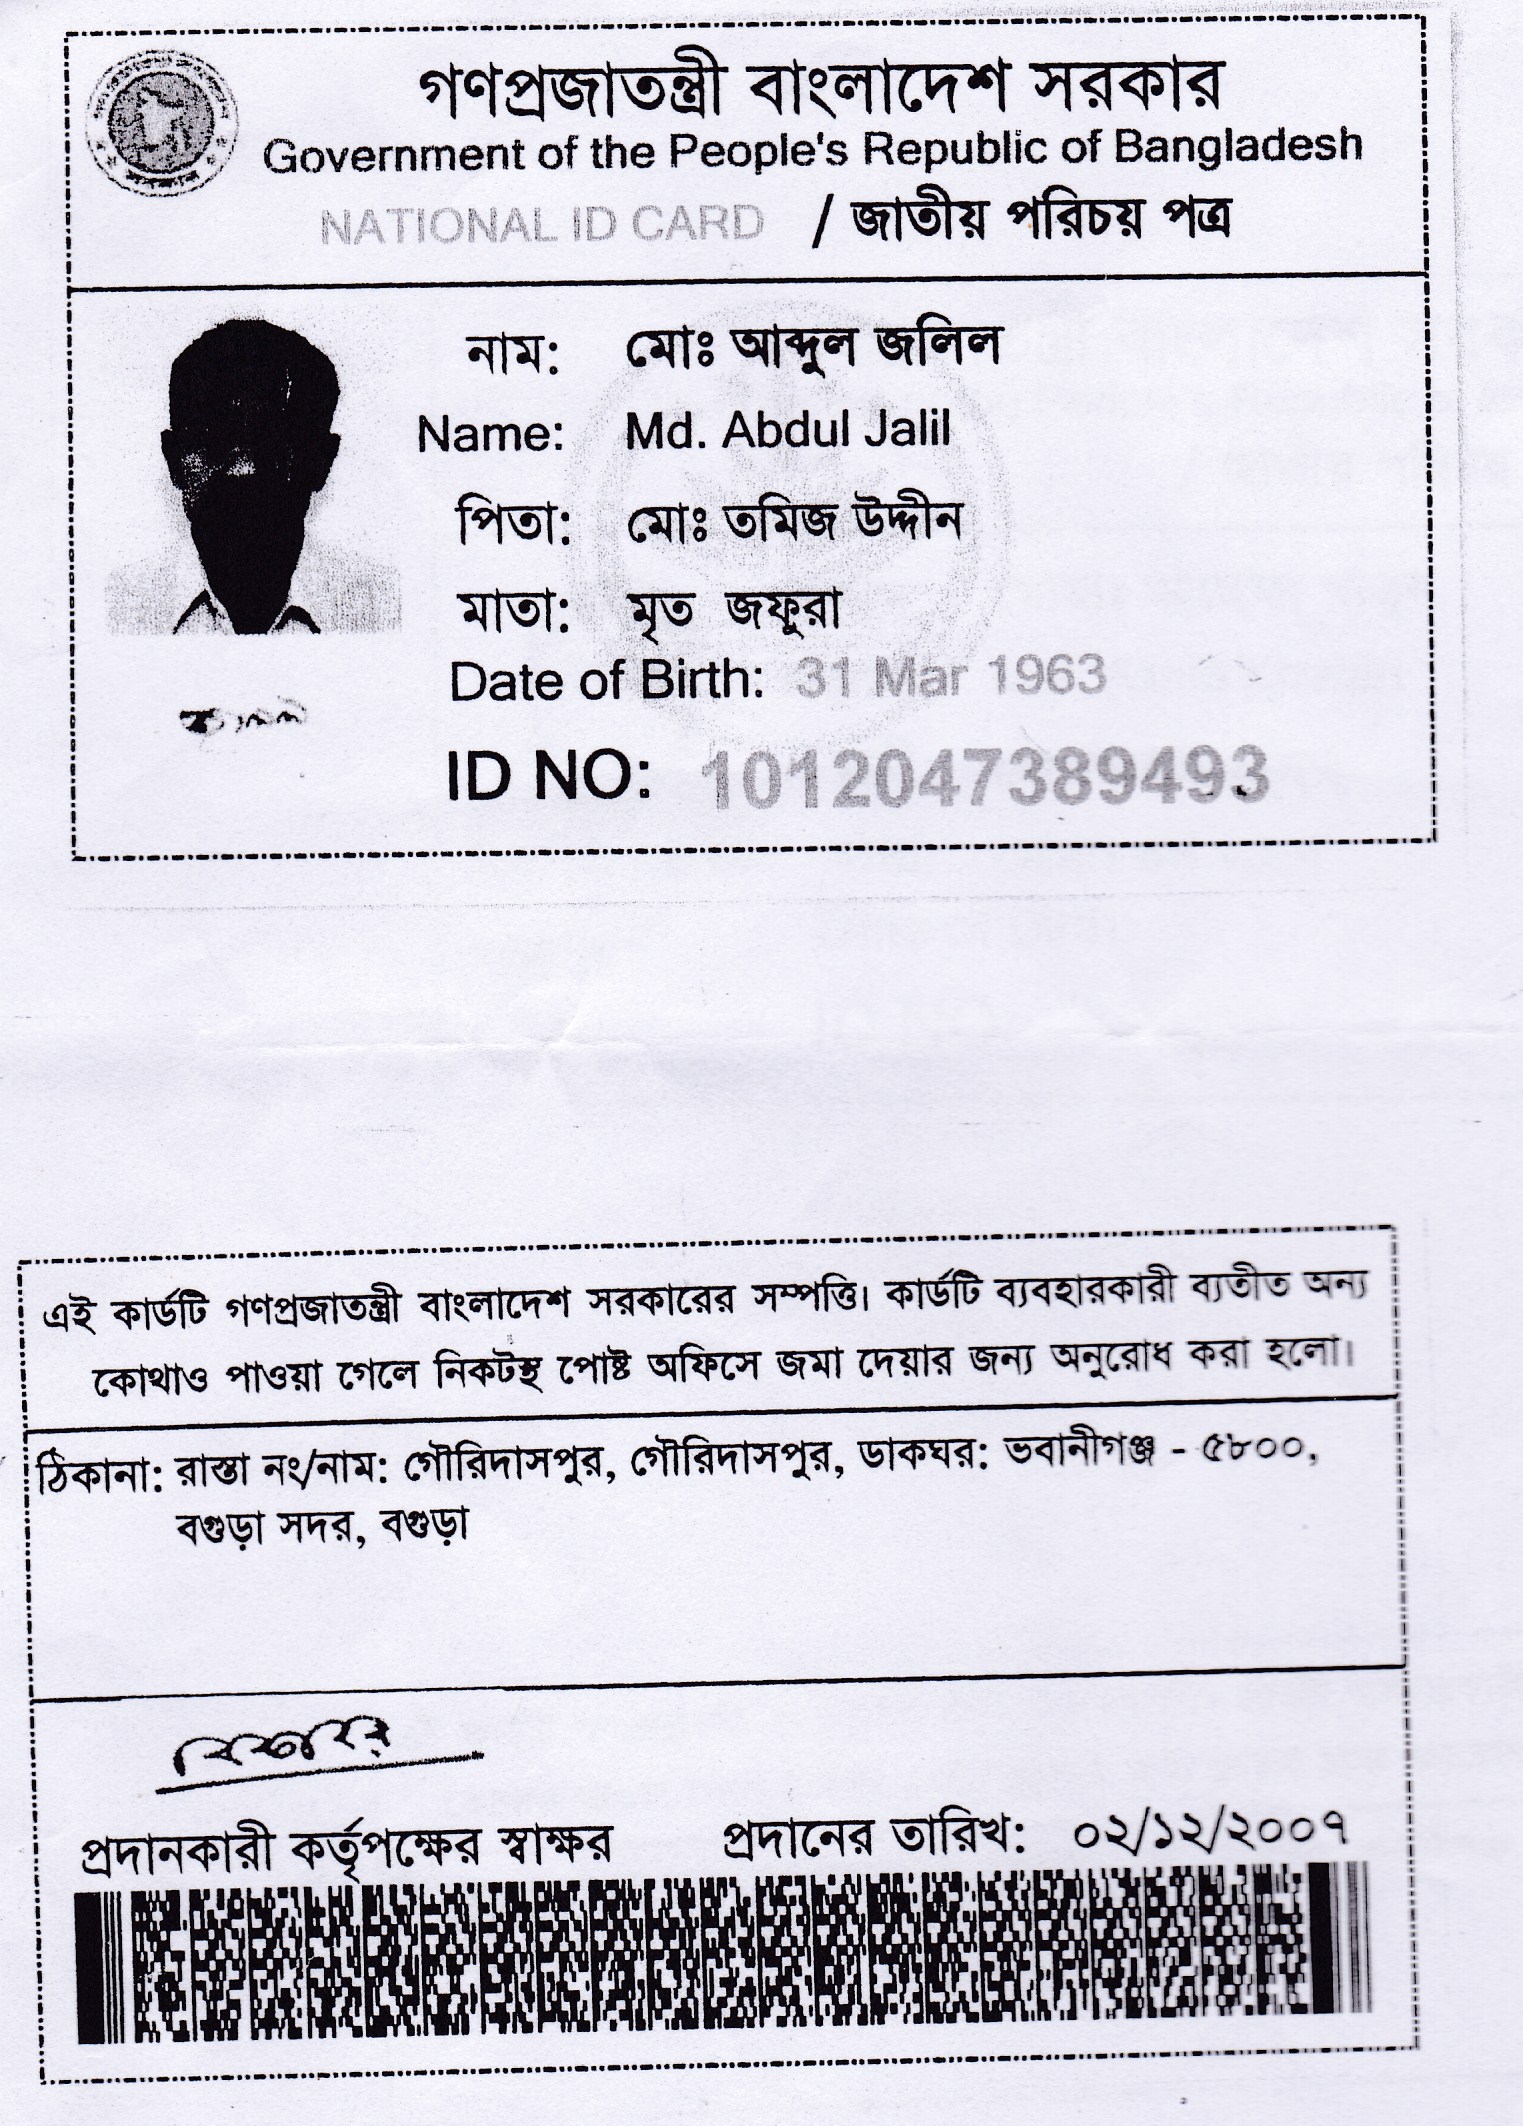 গণপ্রজাতন্ত্রী বাংলাদেশ সরকার
Government of the People's Republic of Bangladesh
NATIONAL ID CARD / জাতীয় পরিচয় পত্র
নাম: মোঃ আব্দুল জলিল
Name: Md. Abdul Jalil
পিতা: মোঃ তমিজ উদ্দীন
মাতা: মৃত জফুরা
Date of Birth: 31 Mar 1963
ID NO: 1012047389493
এই কার্ডটি গণপ্রজাতন্ত্রী বাংলাদেশ সরকারের সম্পত্তি। কার্ডটি ব্যবহারকারী ব্যতীত অন্য
কোথাও পাওয়া গেলে নিকটস্থ পোষ্ট অফিসে জমা দেয়ার জন্য অনুরোধ করা হলো।
ঠিকানা: রাস্তা নং/নাম: গৌরিদাসপুর, গৌরিদাসপুর, ডাকঘর: ভবানীগঞ্জ - ৫৮০০,
বগুড়া সদর, বগুড়া
প্রদানকারী কর্তৃপক্ষের স্বাক্ষর প্রদানের তারিখ: ০২/১২/২০০৭